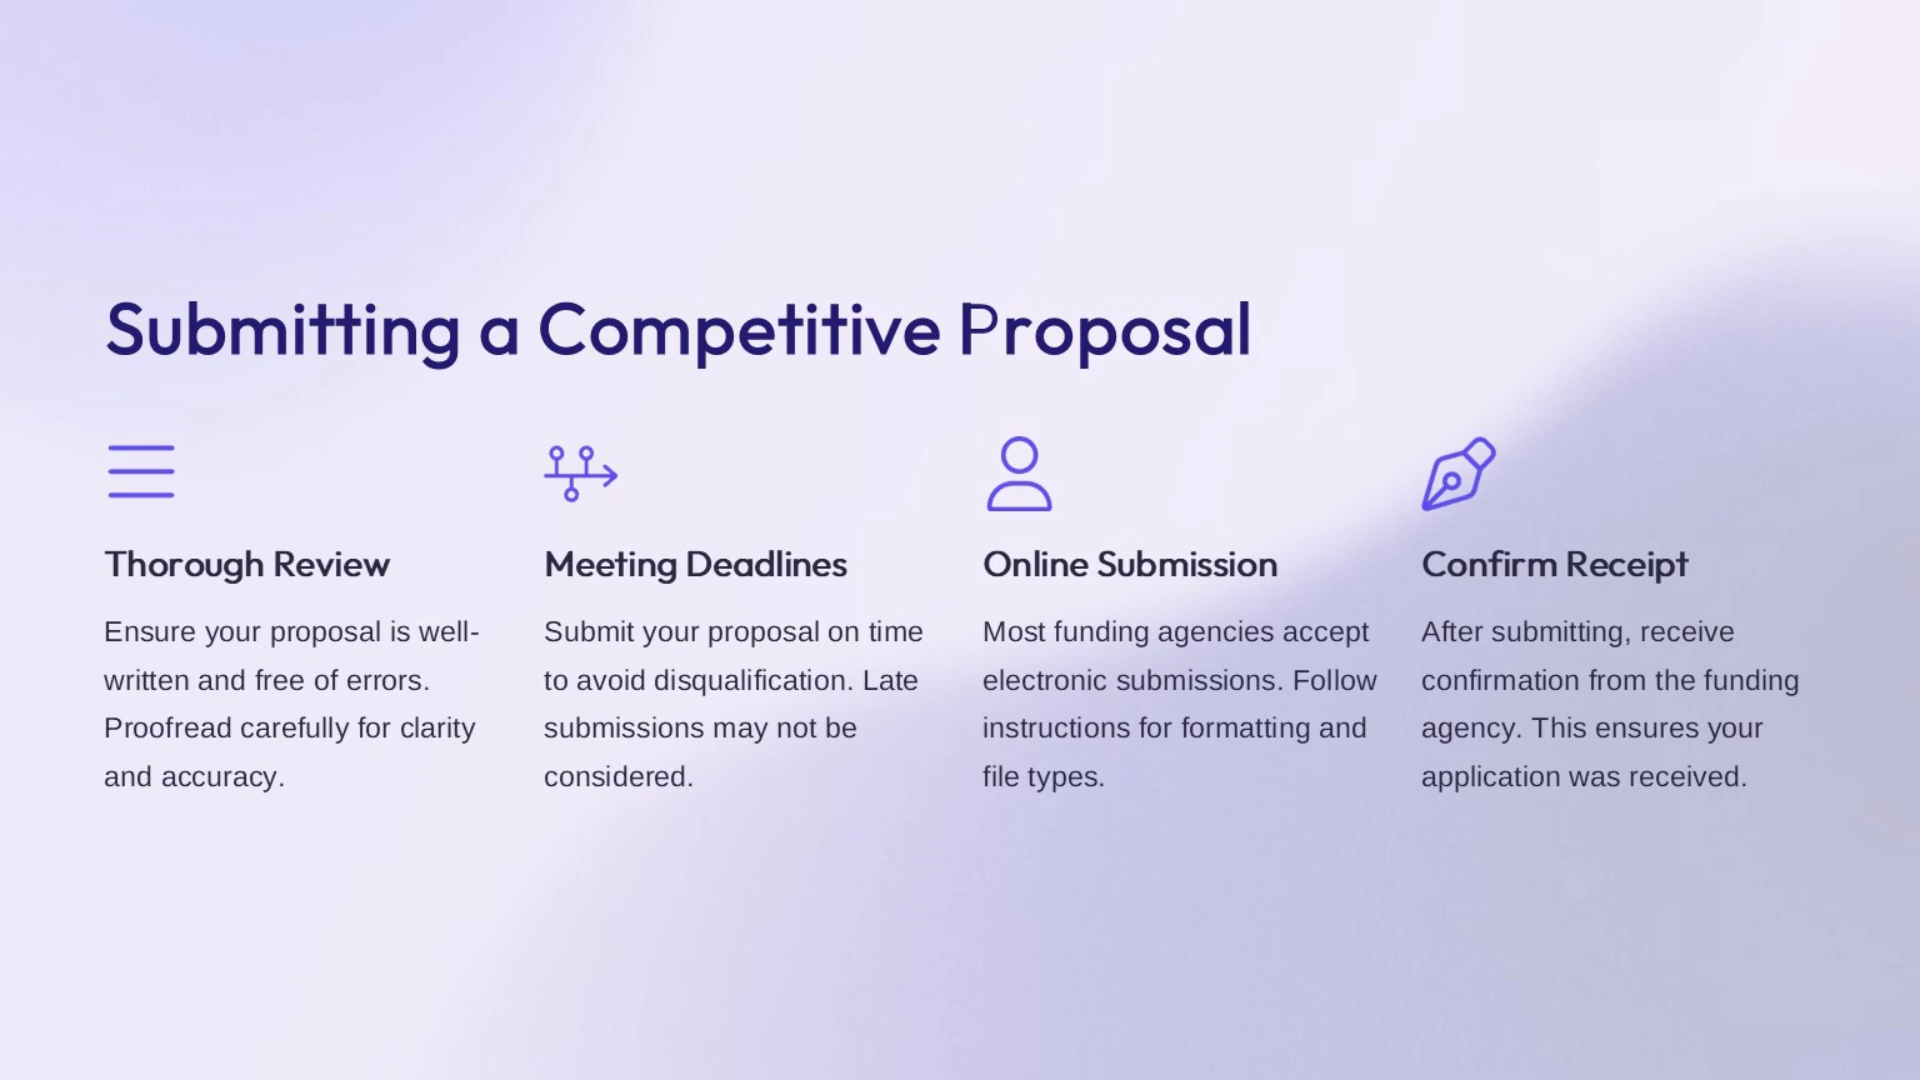 Submitting a Competitive Proposal
Thorough Review
Ensure your proposal is well-
written and free of errors.
Proofread carefully for clarity
and accuracy.
Meeting Deadlines
Submit your proposal on time
to avoid disqualification. Late
submissions may not be
considered.
Online Submission
Most funding agencies accept
electronic submissions. Follow
instructions for formatting and
file types.
Confirm Receipt
After submitting, receive
confirmation from the funding
agency. This ensures your
application was received.